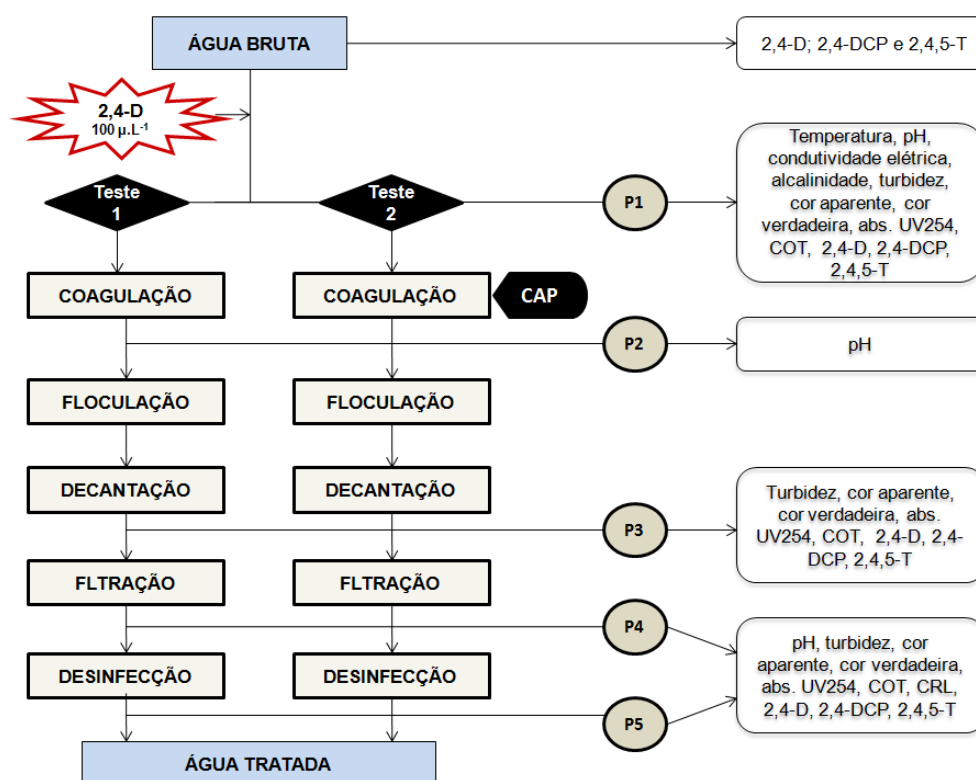 ÁGUA BRUTA
2,4-D; 2,4-DCP e 2,4,5-T
2,4-D
100 µ.L⁻¹
Teste
1
Teste
2
P1
Temperatura, pH,
condutividade elétrica,
alcalinidade, turbidez,
cor aparente, cor
verdadeira, abs. UV254,
COT, 2,4-D, 2,4-DCP,
2,4,5-T
COAGULAÇÃO
COAGULAÇÃO
CAP
P2
pH
FLOCULAÇÃO
FLOCULAÇÃO
DECANTAÇÃO
DECANTAÇÃO
P3
Turbidez, cor aparente,
cor verdadeira, abs.
UV254, COT, 2,4-D, 2,4-
DCP, 2,4,5-T
FLTRAÇÃO
FLTRAÇÃO
P4
pH, turbidez, cor
aparente, cor verdadeira,
abs. UV254, COT, CRL,
2,4-D, 2,4-DCP, 2,4,5-T
DESINFECÇÃO
DESINFECÇÃO
P5
ÁGUA TRATADA